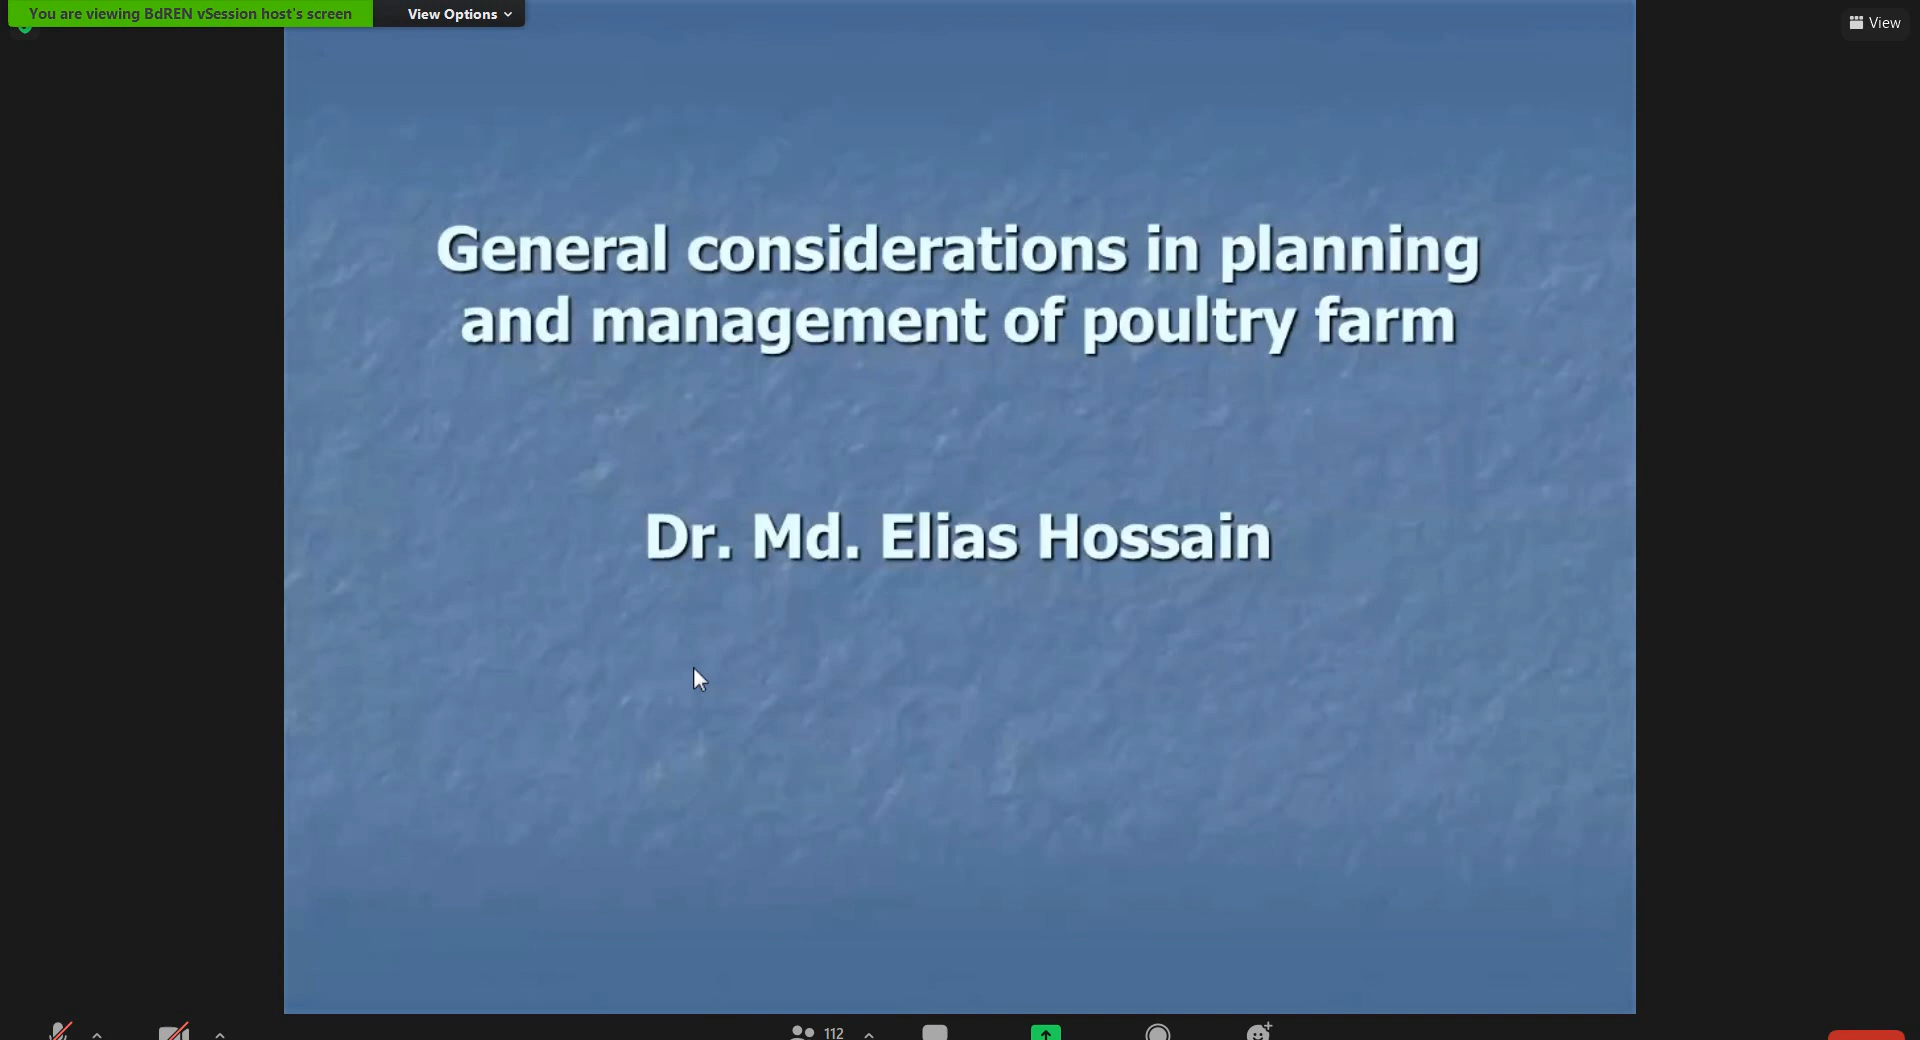 You are viewing BdREN vSession host's screen
View Options
View
General considerations in planning
and management of poultry farm
Dr. Md. Elias Hossain
112